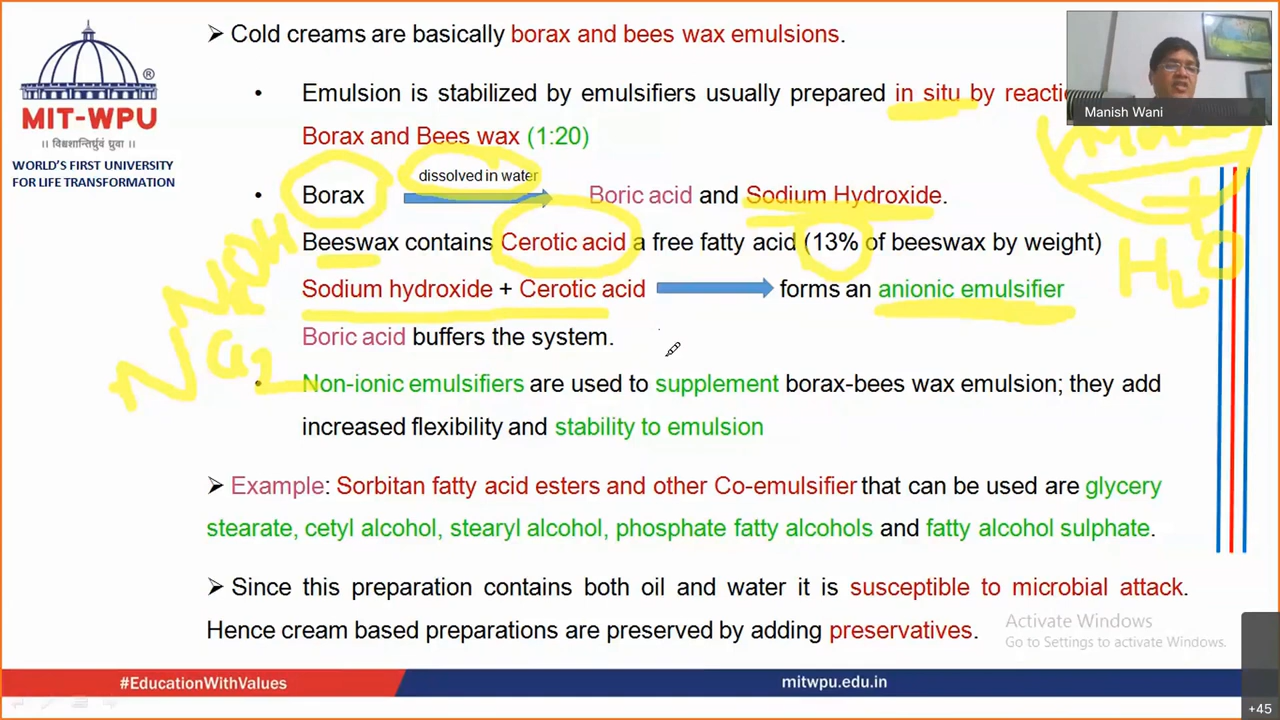 ➢ Cold creams are basically borax and bees wax emulsions.
• Emulsion is stabilized by emulsifiers usually prepared in situ by reacti
Manish Wani
Borax and Bees wax (1:20)
®
MIT-WPU
॥ विश्वशान्तिर्ध्रुवं ध्रुवा ॥
WORLD'S FIRST UNIVERSITY
FOR LIFE TRANSFORMATION
dissolved in water
• Borax Boric acid and Sodium Hydroxide.
H2O
Beeswax contains Cerotic acid a free fatty acid (13% of beeswax by weight)
NaOH
Sodium hydroxide + Cerotic acid forms an anionic emulsifier
Boric acid buffers the system.
• Non-ionic emulsifiers are used to supplement borax-bees wax emulsion; they add
increased flexibility and stability to emulsion
➢ Example: Sorbitan fatty acid esters and other Co-emulsifier that can be used are glycery
stearate, cetyl alcohol, stearyl alcohol, phosphate fatty alcohols and fatty alcohol sulphate.
➢ Since this preparation contains both oil and water it is susceptible to microbial attack.
Hence cream based preparations are preserved by adding preservatives.
Activate Windows
Go to Settings to activate Windows.
#EducationWithValues
mitwpu.edu.in
+45